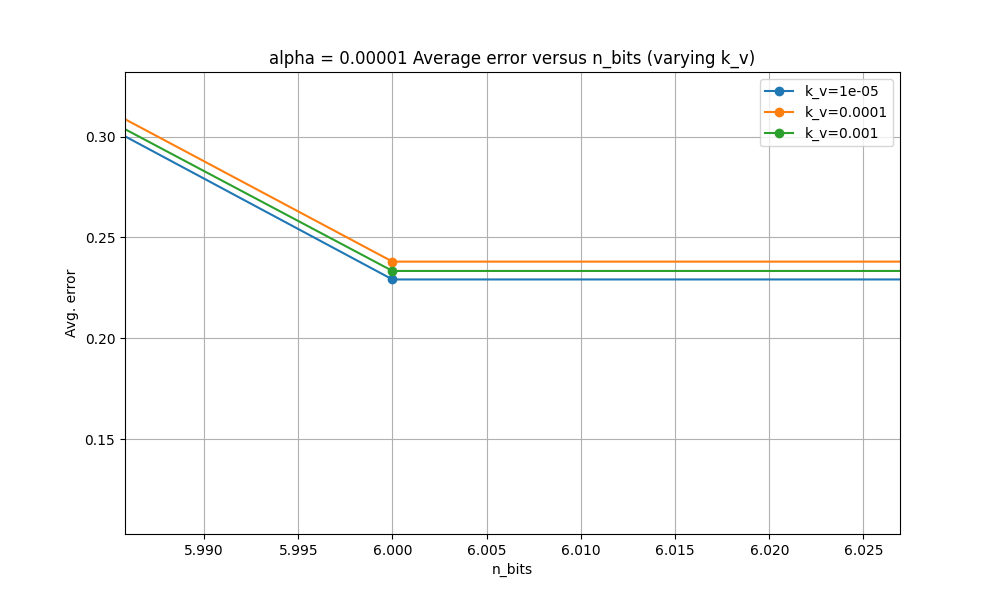 alpha = 0.00001 Average error versus n_bits (varying k_v)
k_v=1e-05
k_v=0.0001
k_v=0.001
Avg. error
0.30
0.25
0.20
0.15
5.990 5.995 6.000 6.005 6.010 6.015 6.020 6.025
n_bits